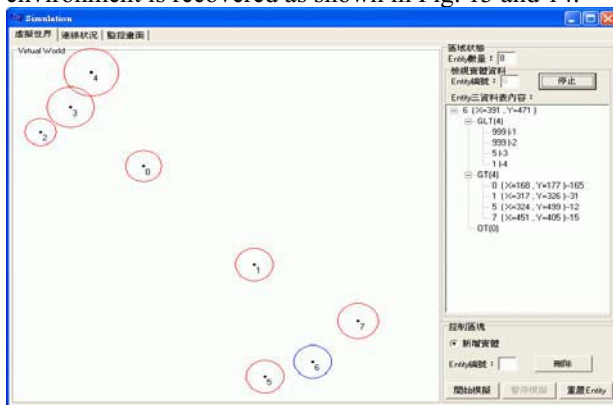 environment is recovered as shown in Fig. 13 and 14.
Simulation
虛擬世界 連線狀況 監控畫面
Virtual World
4
3
2
0
1
7
6
5
區域狀態
Entity數量： 8
檢視實體資料
Entity編號： 6
停止
Entity三資料表內容：
6 (X=391 , Y=471)
GLT(4)
999 l-1
999 l-2
5 l-3
1 l-4
GT(4)
0 (X=168 , Y=177 )-165
1 (X=317 , Y=326 )-31
5 (X=324 , Y=499 )-12
7 (X=451 , Y=405 )-15
OT(0)
控制區塊
新增實體
Entity編號：
刪除
開始模擬 暫停模擬 重置Entity